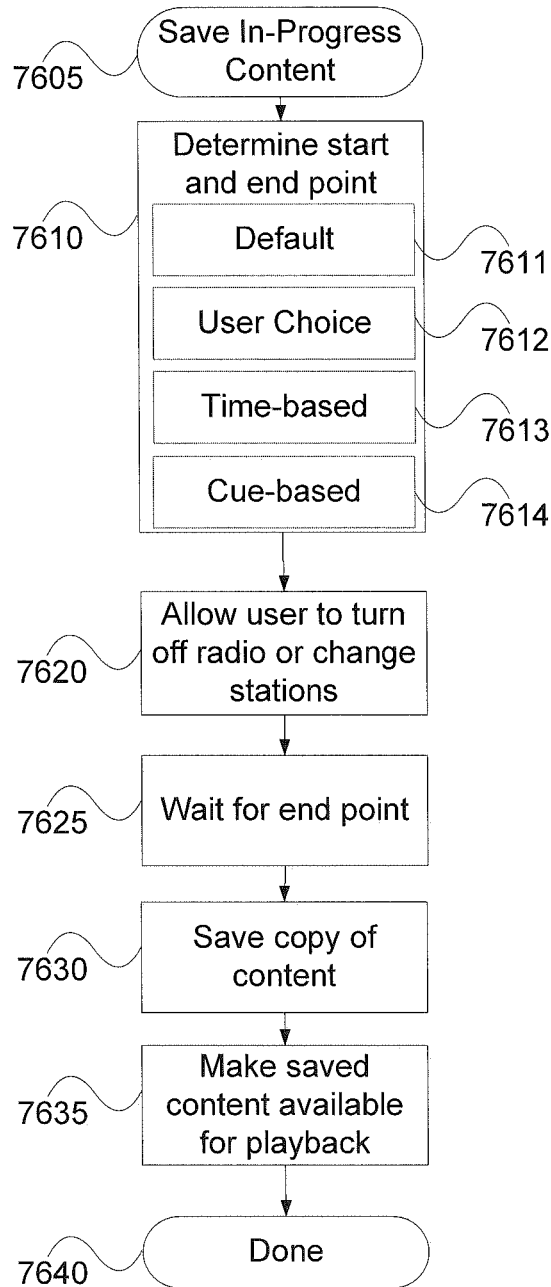 Save In-Progress
Content
7605
Determine start
and end point
7610
Default
7611
User Choice
7612
Time-based
7613
Cue-based
7614
Allow user to turn
off radio or change
stations
7620
Wait for end point
7625
Save copy of
content
7630
Make saved
content available
for playback
7635
Done
7640